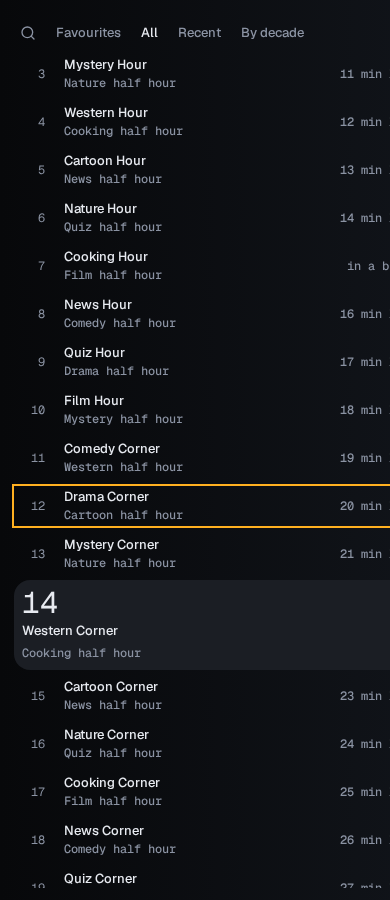 Favourites All Recent By decade
3 Mystery Hour 11 min
Nature half hour
4 Western Hour 12 min
Cooking half hour
5 Cartoon Hour 13 min
News half hour
6 Nature Hour 14 min
Quiz half hour
7 Cooking Hour in a b
Film half hour
8 News Hour 16 min
Comedy half hour
9 Quiz Hour 17 min
Drama half hour
10 Film Hour 18 min
Mystery half hour
11 Comedy Corner 19 min
Western half hour
12 Drama Corner 20 min
Cartoon half hour
13 Mystery Corner 21 min
Nature half hour
14
Western Corner
Cooking half hour
15 Cartoon Corner 23 min
News half hour
16 Nature Corner 24 min
Quiz half hour
17 Cooking Corner 25 min
Film half hour
18 News Corner 26 min
Comedy half hour
19 Quiz Corner 27 min